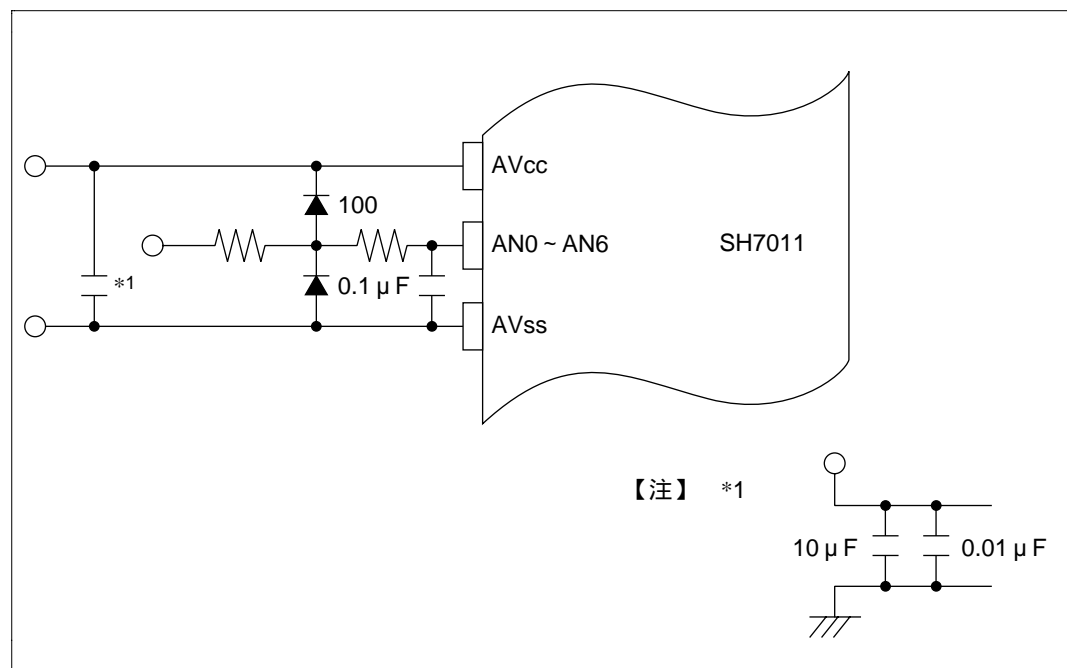 AVcc
100
AN0 ~ AN6
SH7011
*1
0.1 μ F
AVss
【注】 *1
10 μ F
0.01 μ F